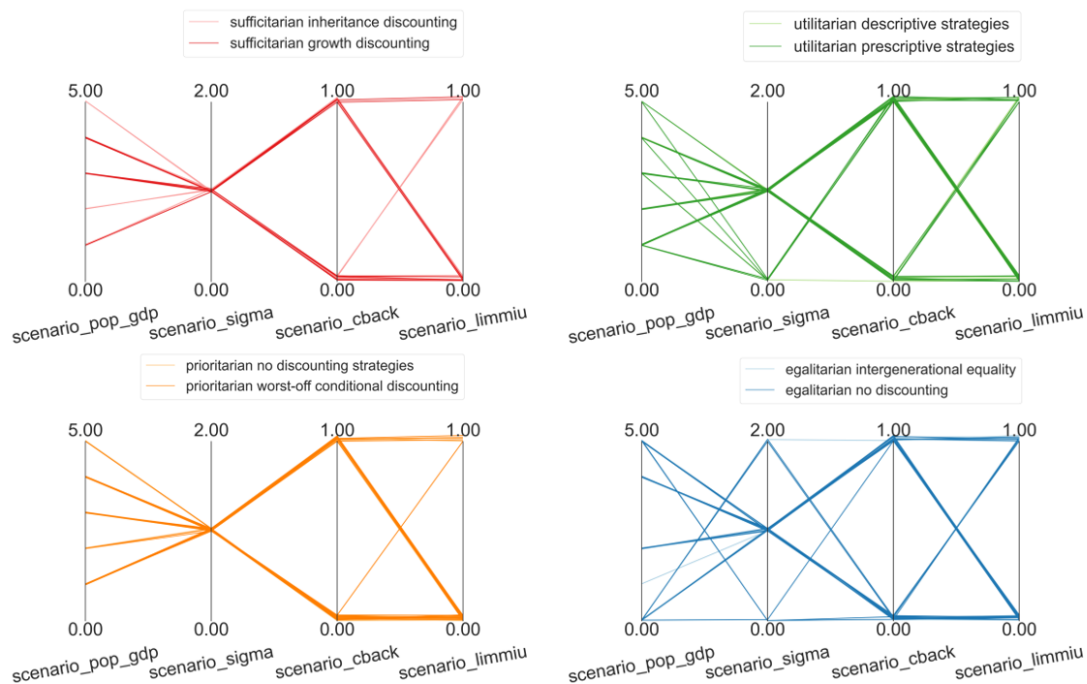 sufficitarian inheritance discounting
sufficitarian growth discounting
5.00 2.00 1.00 1.00
0.00 0.00 0.00 0.00
scenario_pop_gdp scenario_sigma scenario_cback scenario_limmiu
utilitarian descriptive strategies
utilitarian prescriptive strategies
5.00 2.00 1.00 1.00
0.00 0.00 0.00 0.00
scenario_pop_gdp scenario_sigma scenario_cback scenario_limmiu
prioritarian no discounting strategies
prioritarian worst-off conditional discounting
5.00 2.00 1.00 1.00
0.00 0.00 0.00 0.00
scenario_pop_gdp scenario_sigma scenario_cback scenario_limmiu
egalitarian intergenerational equality
egalitarian no discounting
5.00 2.00 1.00 1.00
0.00 0.00 0.00 0.00
scenario_pop_gdp scenario_sigma scenario_cback scenario_limmiu